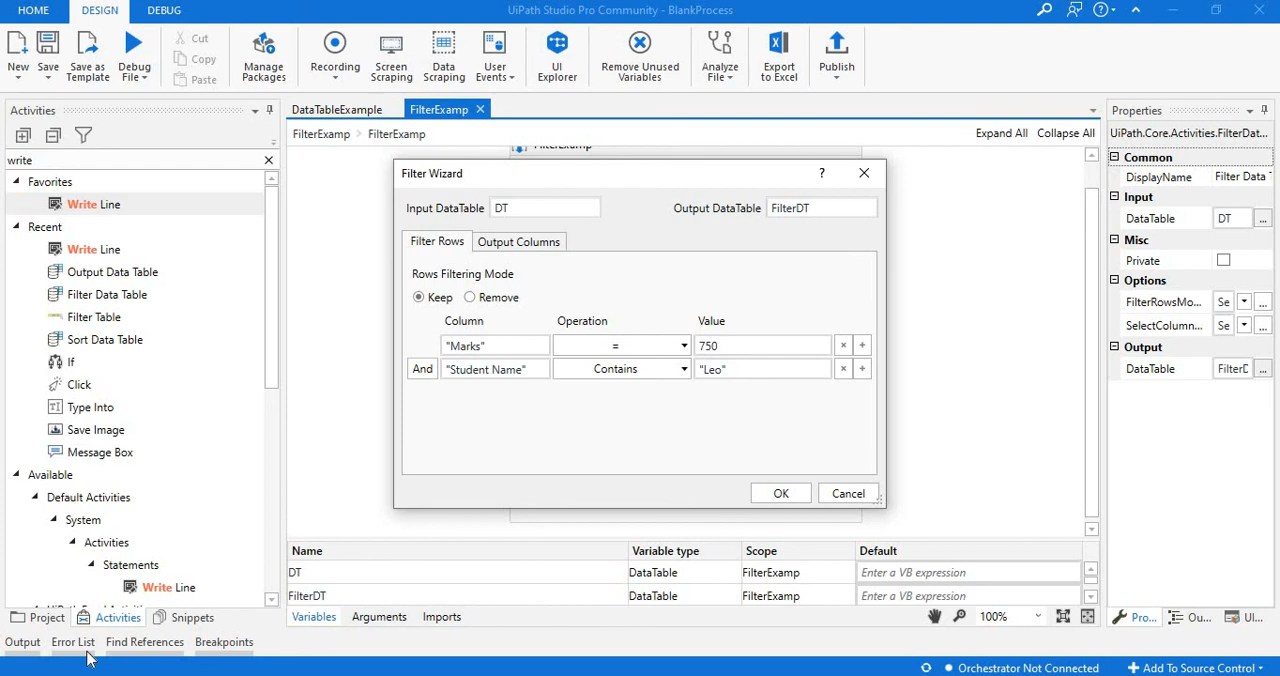 HOME DESIGN DEBUG UiPath Studio Pro Community - BlankProcess
New Save Save as Template Debug File Cut Copy Paste Manage Packages Recording Screen Scraping Data Scraping User Events UI Explorer Remove Unused Variables Analyze File Export to Excel Publish
Activities
write
Favorites
Write Line
Recent
Write Line
Output Data Table
Filter Data Table
Filter Table
Sort Data Table
If
Click
Type Into
Save Image
Message Box
Available
Default Activities
System
Activities
Statements
Write Line
Project Activities Snippets
DataTableExample FilterExamp
FilterExamp > FilterExamp Expand All Collapse All
FilterExamp
Filter Wizard ?
Input DataTable DT Output DataTable FilterDT
Filter Rows Output Columns
Rows Filtering Mode
Keep Remove
Column Operation Value
"Marks" = 750
And "Student Name" Contains "Leo"
OK Cancel
Name Variable type Scope Default
DT DataTable FilterExamp Enter a VB expression
FilterDT DataTable FilterExamp Enter a VB expression
Variables Arguments Imports 100%
Properties
UiPath.Core.Activities.FilterDat...
Common
DisplayName Filter Data
Input
DataTable DT ...
Misc
Private
Options
FilterRowsMo... Se ...
SelectColumn... Se ...
Output
DataTable FilterD ...
Pro... Ou... UI...
Output Error List Find References Breakpoints
Orchestrator Not Connected Add To Source Control